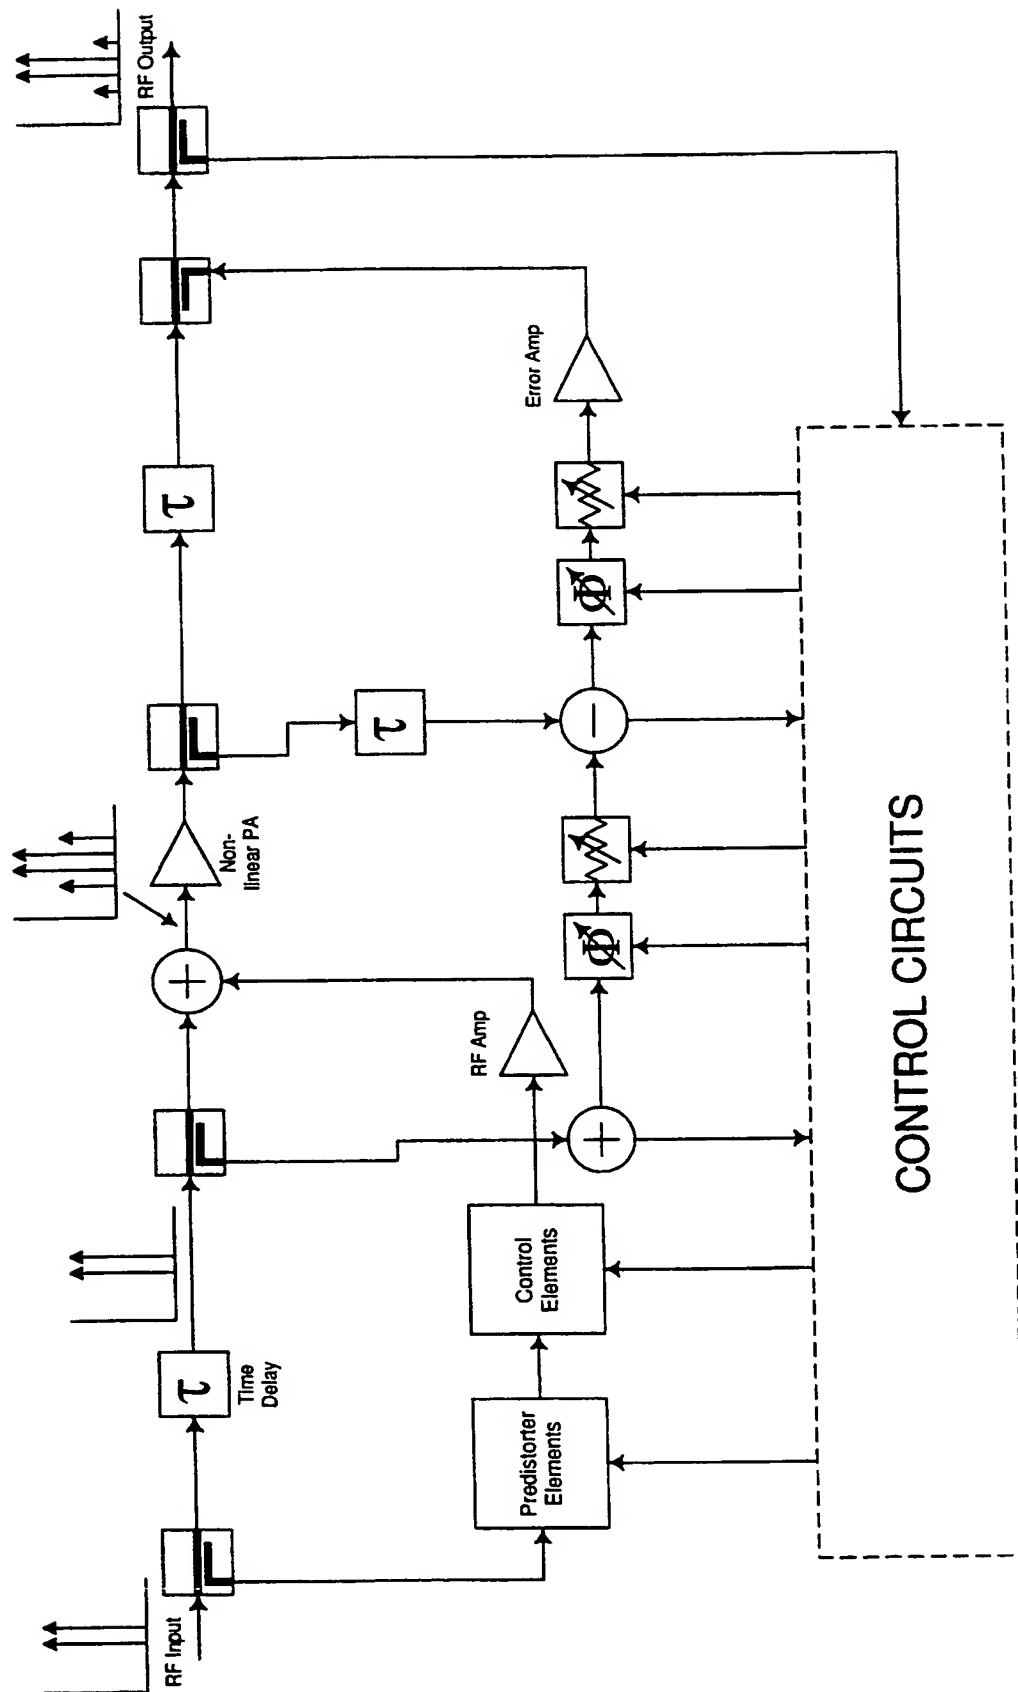 RF Input
τ
Time
Delay
Predistorter
Elements
Control
Elements
+
RF Amp
+
Φ
Non-
linear PA
τ
−
Φ
τ
Error Amp
RF Output
CONTROL CIRCUITS